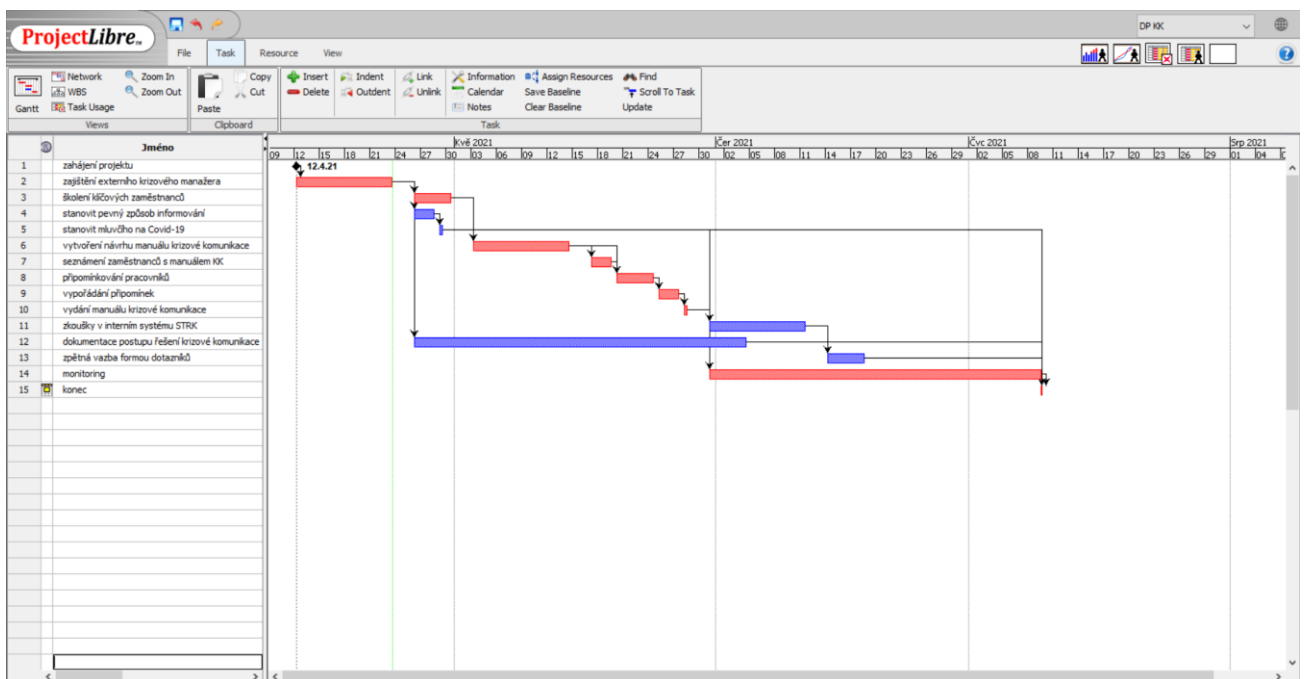 ProjectLibre™
DP KK
File Task Resource View
Gantt
Network
WBS
Task Usage
Zoom In
Zoom Out
Views
Paste
Copy
Cut
Clipboard
Insert
Delete
Indent
Outdent
Link
Unlink
Information
Calendar
Notes
Assign Resources
Save Baseline
Clear Baseline
Find
Scroll To Task
Update
Task
Jméno
Kvě 2021 Čer 2021 Čvc 2021 Srp 2021
09 12 15 18 21 24 27 30 03 06 09 12 15 18 21 24 27 30 02 05 08 11 14 17 20 23 26 29 02 05 08 11 14 17 20 23 26 29 01 04
1 zahájení projektu 12.4.21
2 zajištění externího krizového manažera
3 školení klíčových zaměstnanců
4 stanovit pevný způsob informování
5 stanovit mluvčího na Covid-19
6 vytvoření návrhu manuálu krizové komunikace
7 seznámení zaměstnanců s manuálem KK
8 připomínkování pracovníků
9 vypořádání připomínek
10 vydání manuálu krizové komunikace
11 zkoušky v interním systému STRK
12 dokumentace postupu řešení krizové komunikace
13 zpětná vazba formou dotazníků
14 monitoring
15 konec